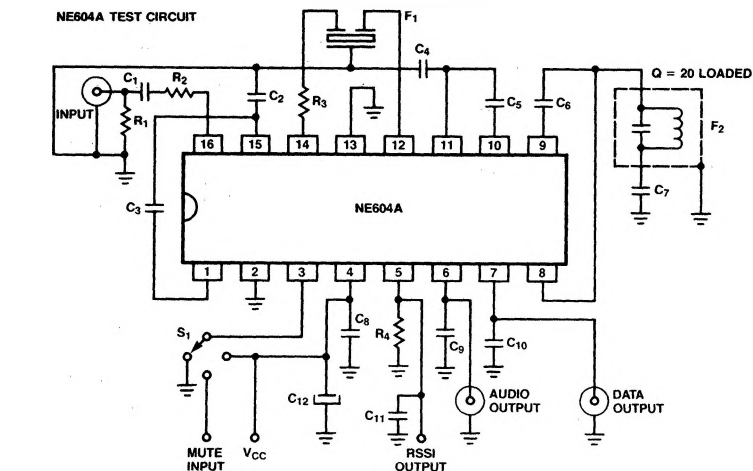 NE604A TEST CIRCUIT
F1
C4
Q = 20 LOADED
C1
R2
INPUT
R1
C2
R3
C5
C6
F2
C7
16 15 14 13 12 11 10 9
C3
NE604A
1 2 3 4 5 6 7 8
S1
C8
R4
C9
C10
C12
C11
AUDIO
OUTPUT
DATA
OUTPUT
MUTE
INPUT
VCC
RSSI
OUTPUT